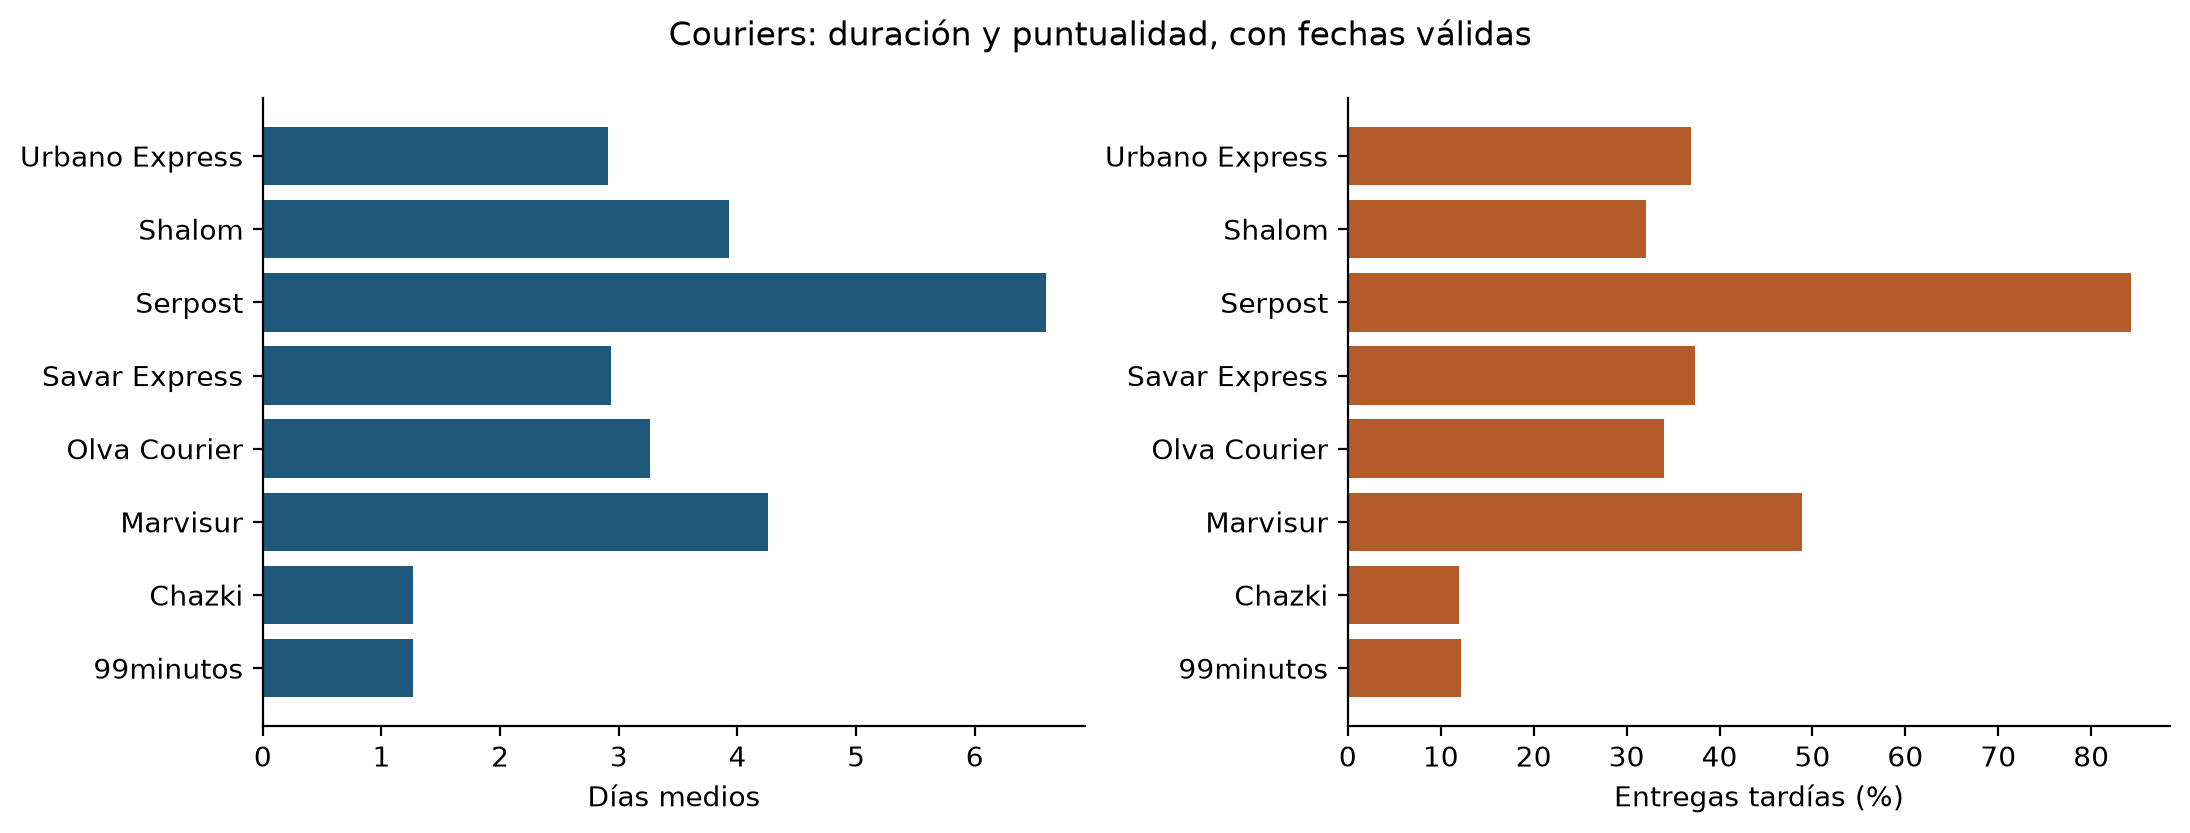 Couriers: duración y puntualidad, con fechas válidas
Urbano Express
Shalom
Serpost
Savar Express
Olva Courier
Marvisur
Chazki
99minutos
0 1 2 3 4 5 6
Días medios
Urbano Express
Shalom
Serpost
Savar Express
Olva Courier
Marvisur
Chazki
99minutos
0 10 20 30 40 50 60 70 80
Entregas tardías (%)